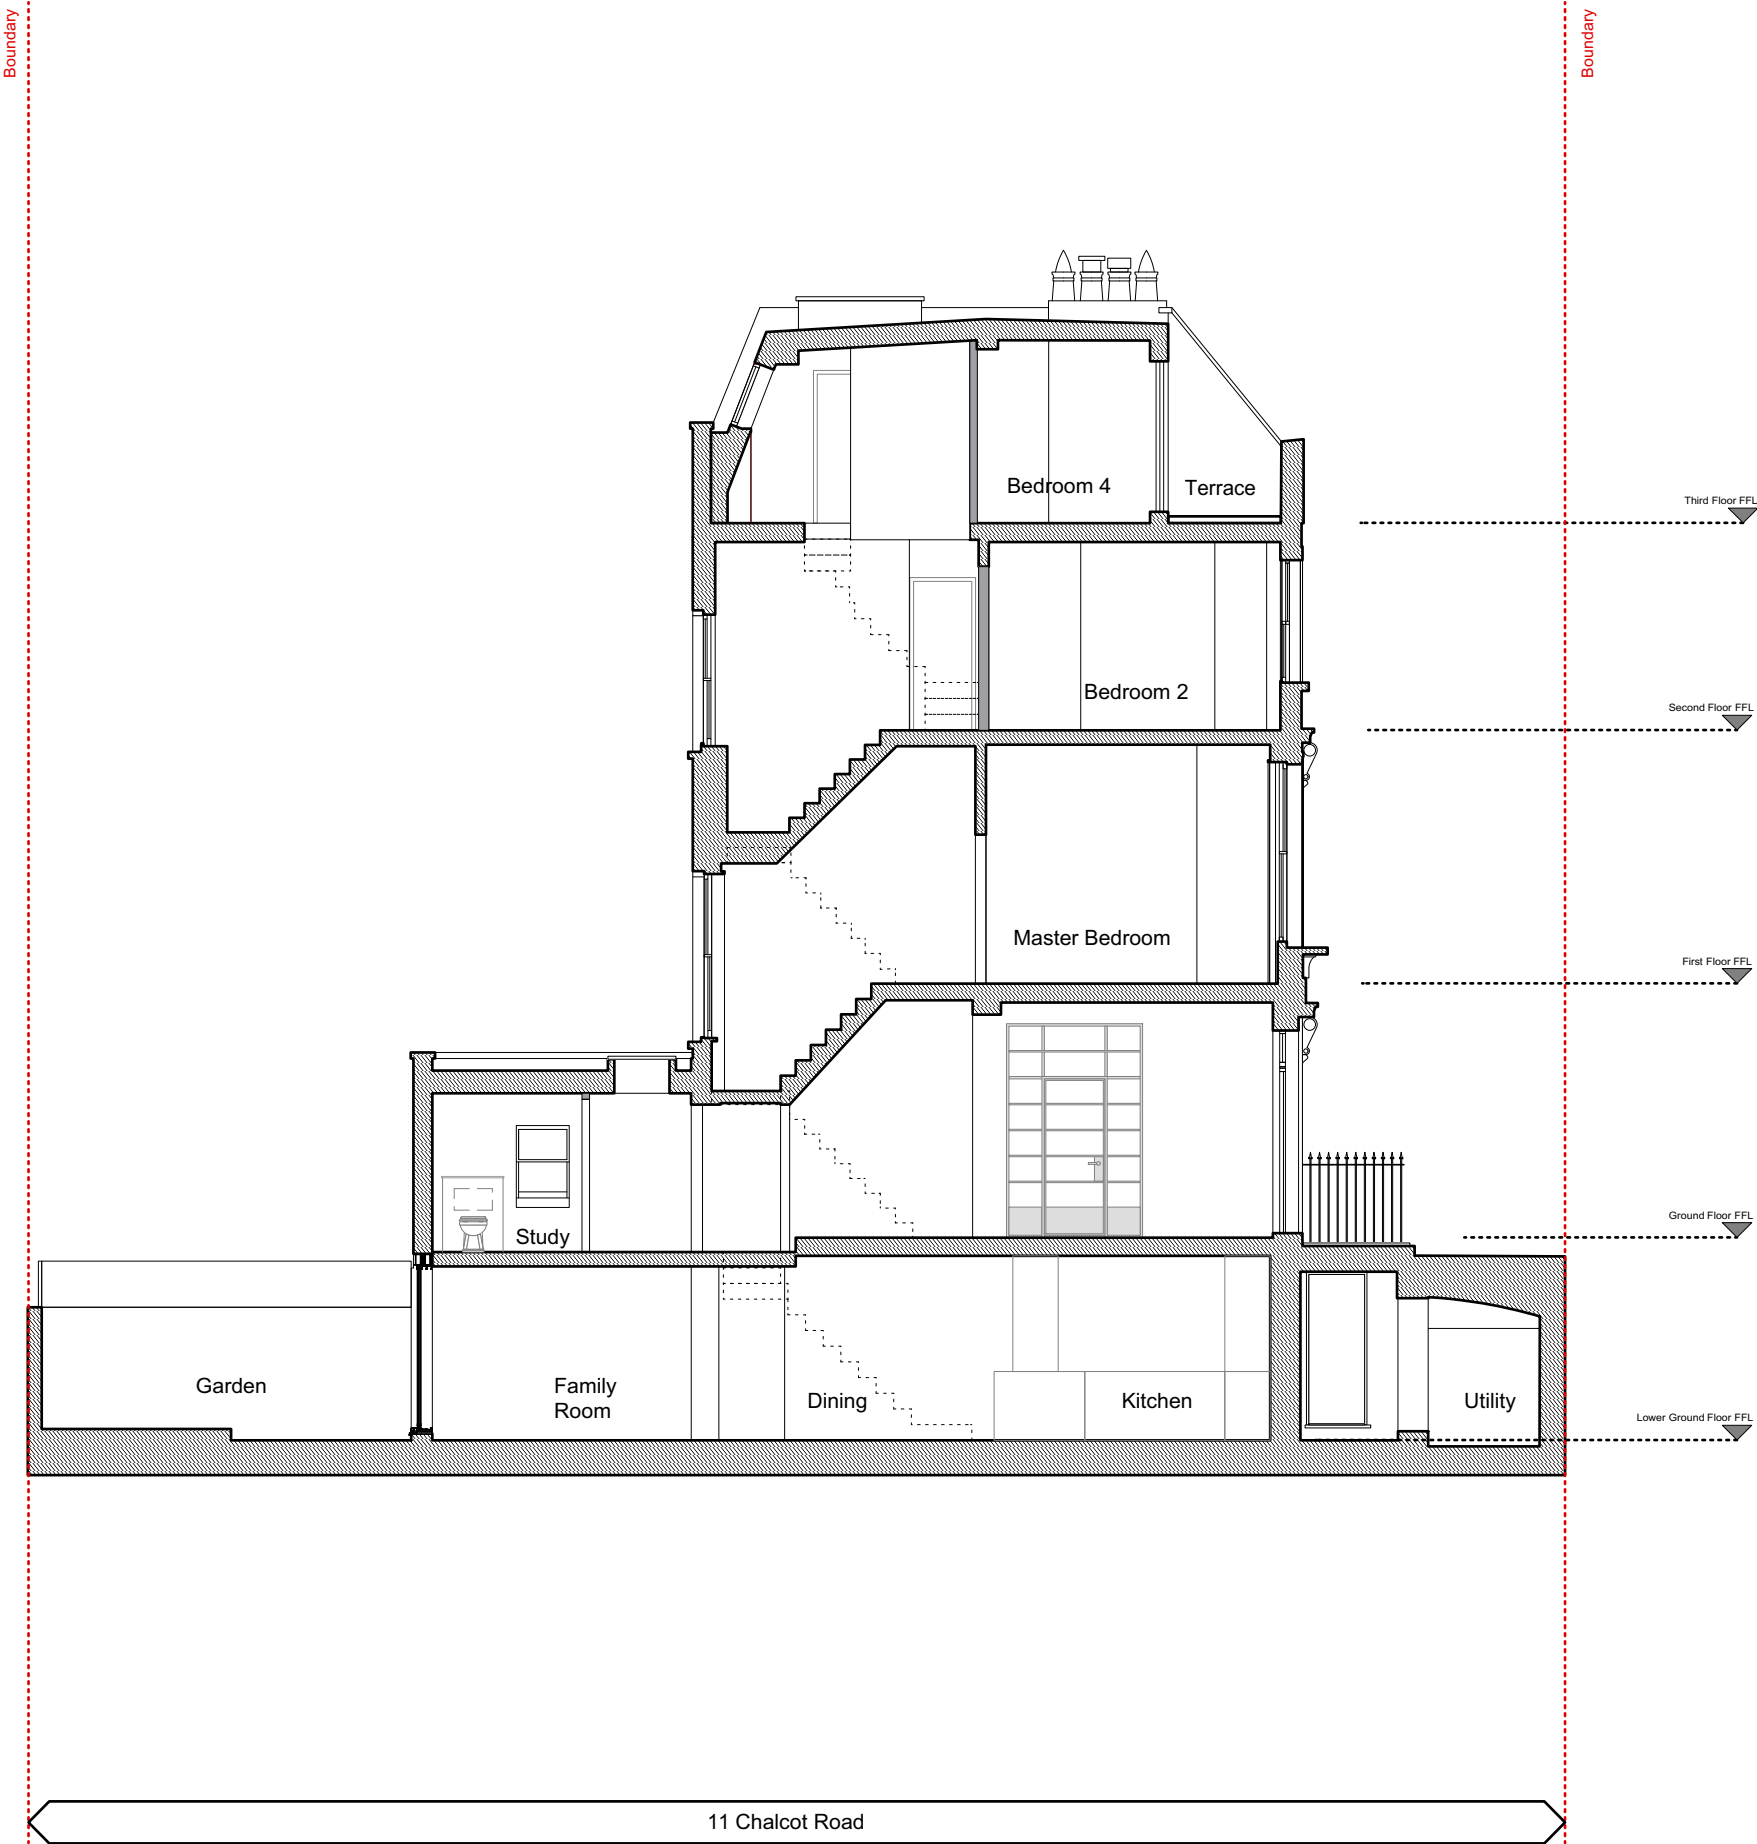 Boundary
Boundary
Bedroom 4
Terrace
Third Floor FFL
Bedroom 2
Second Floor FFL
Master Bedroom
First Floor FFL
Study
Ground Floor FFL
Garden
Family
Room
Dining
Kitchen
Utility
Lower Ground Floor FFL
11 Chalcot Road